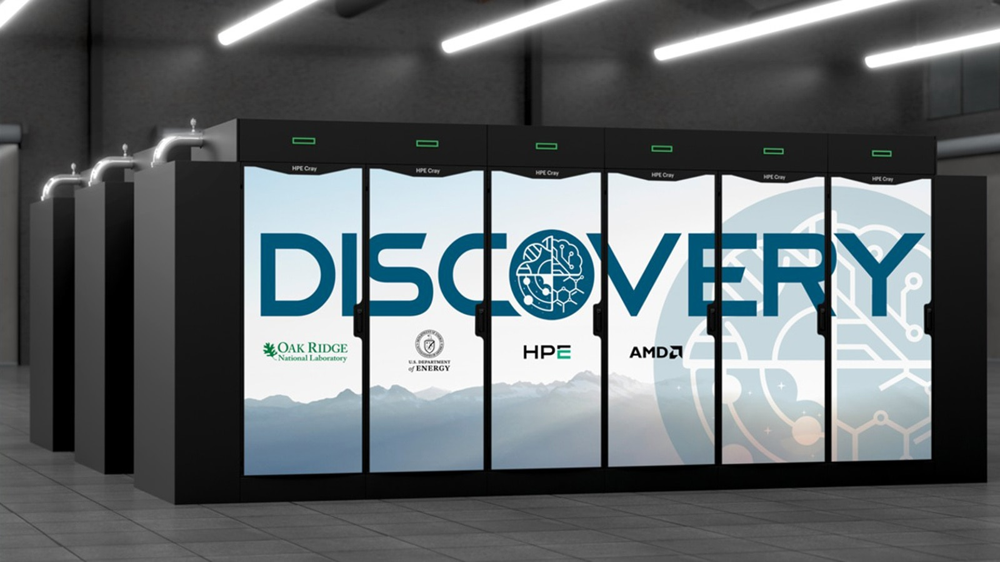 HPE Cray
HPE Cray
HPE Cray
HPE Cray
HPE Cray
HPE Cray
DISCOVERY
OAK RIDGE
National Laboratory
U.S. DEPARTMENT
of ENERGY
HPE
AMD